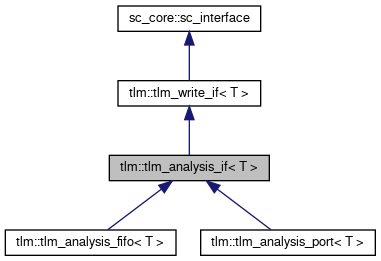 sc_core::sc_interface
tlm::tlm_write_if< T >
tlm::tlm_analysis_if< T >
tlm::tlm_analysis_fifo< T >
tlm::tlm_analysis_port< T >